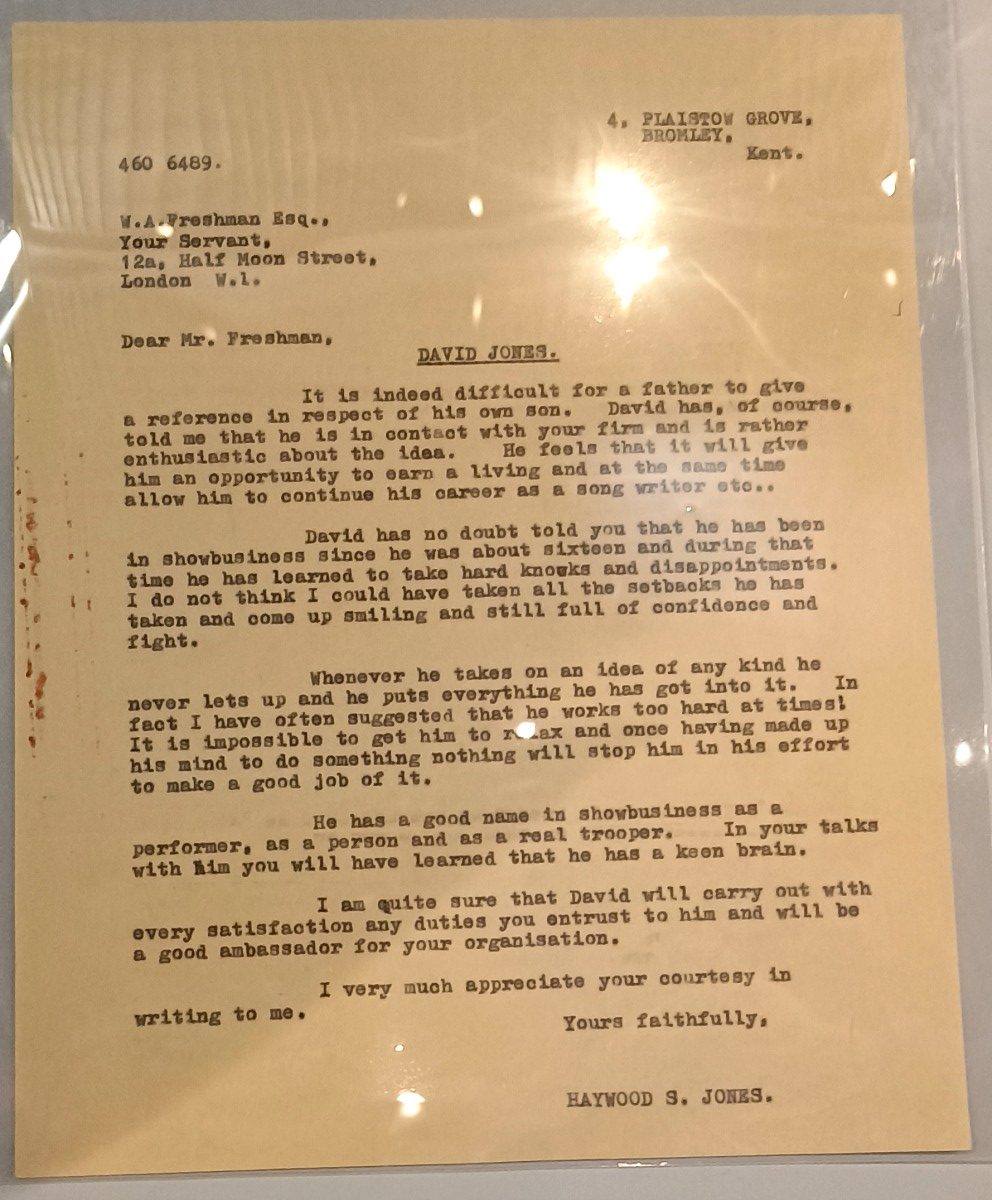 4, PLAISTOW GROVE,
BROMLEY,
Kent.
460 6489.
W.A.Freshman Esq.,
Your Servant,
12a, Half Moon Street,
London W.1.
Dear Mr. Freshman,
DAVID JONES.
It is indeed difficult for a father to give
a reference in respect of his own son. David has, of course,
told me that he is in contact with your firm and is rather
enthusiastic about the idea. He feels that it will give
him an opportunity to earn a living and at the same time
allow him to continue his career as a song writer etc..
David has no doubt told you that he has been
in showbusiness since he was about sixteen and during that
time he has learned to take hard knowks and disappointments.
I do not think I could have taken all the setbacks he has
taken and come up smiling and still full of confidence and
fight.
Whenever he takes on an idea of any kind he
never lets up and he puts everything he has got into it. In
fact I have often suggested that he works too hard at times!
It is impossible to get him to relax and once having made up
his mind to do something nothing will stop him in his effort
to make a good job of it.
He has a good name in showbusiness as a
performer, as a person and as a real trooper. In your talks
with him you will have learned that he has a keen brain.
I am quite sure that David will carry out with
every satisfaction any duties you entrust to him and will be
a good ambassador for your organisation.
I very much appreciate your courtesy in
writing to me.
Yours faithfully,
HAYWOOD S. JONES.